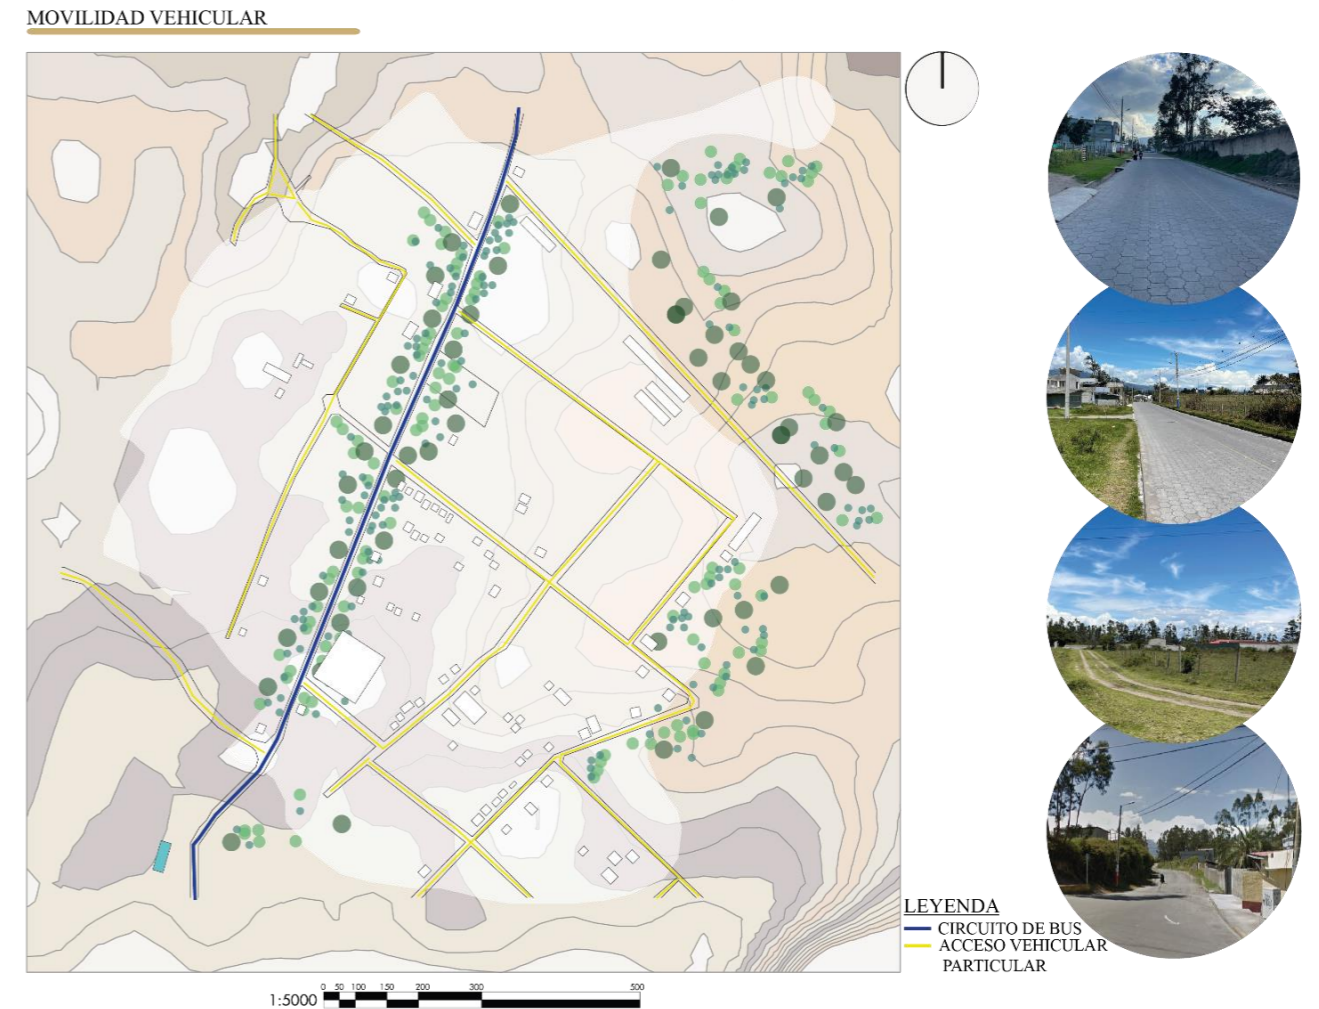 MOVILIDAD VEHICULAR
LEYENDA
CIRCUITO DE BUS
ACCESO VEHICULAR
PARTICULAR
0 50 100 150 200 300 500
1:5000